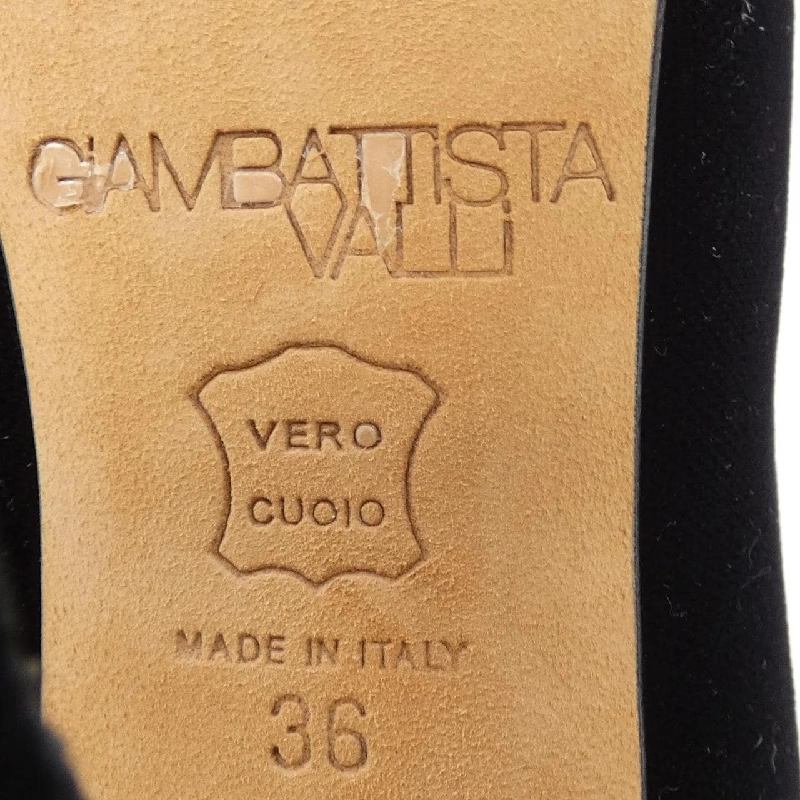 GiAMBATTiSTA
VALLi
VERO
CUOIO
MADE IN ITALY
36